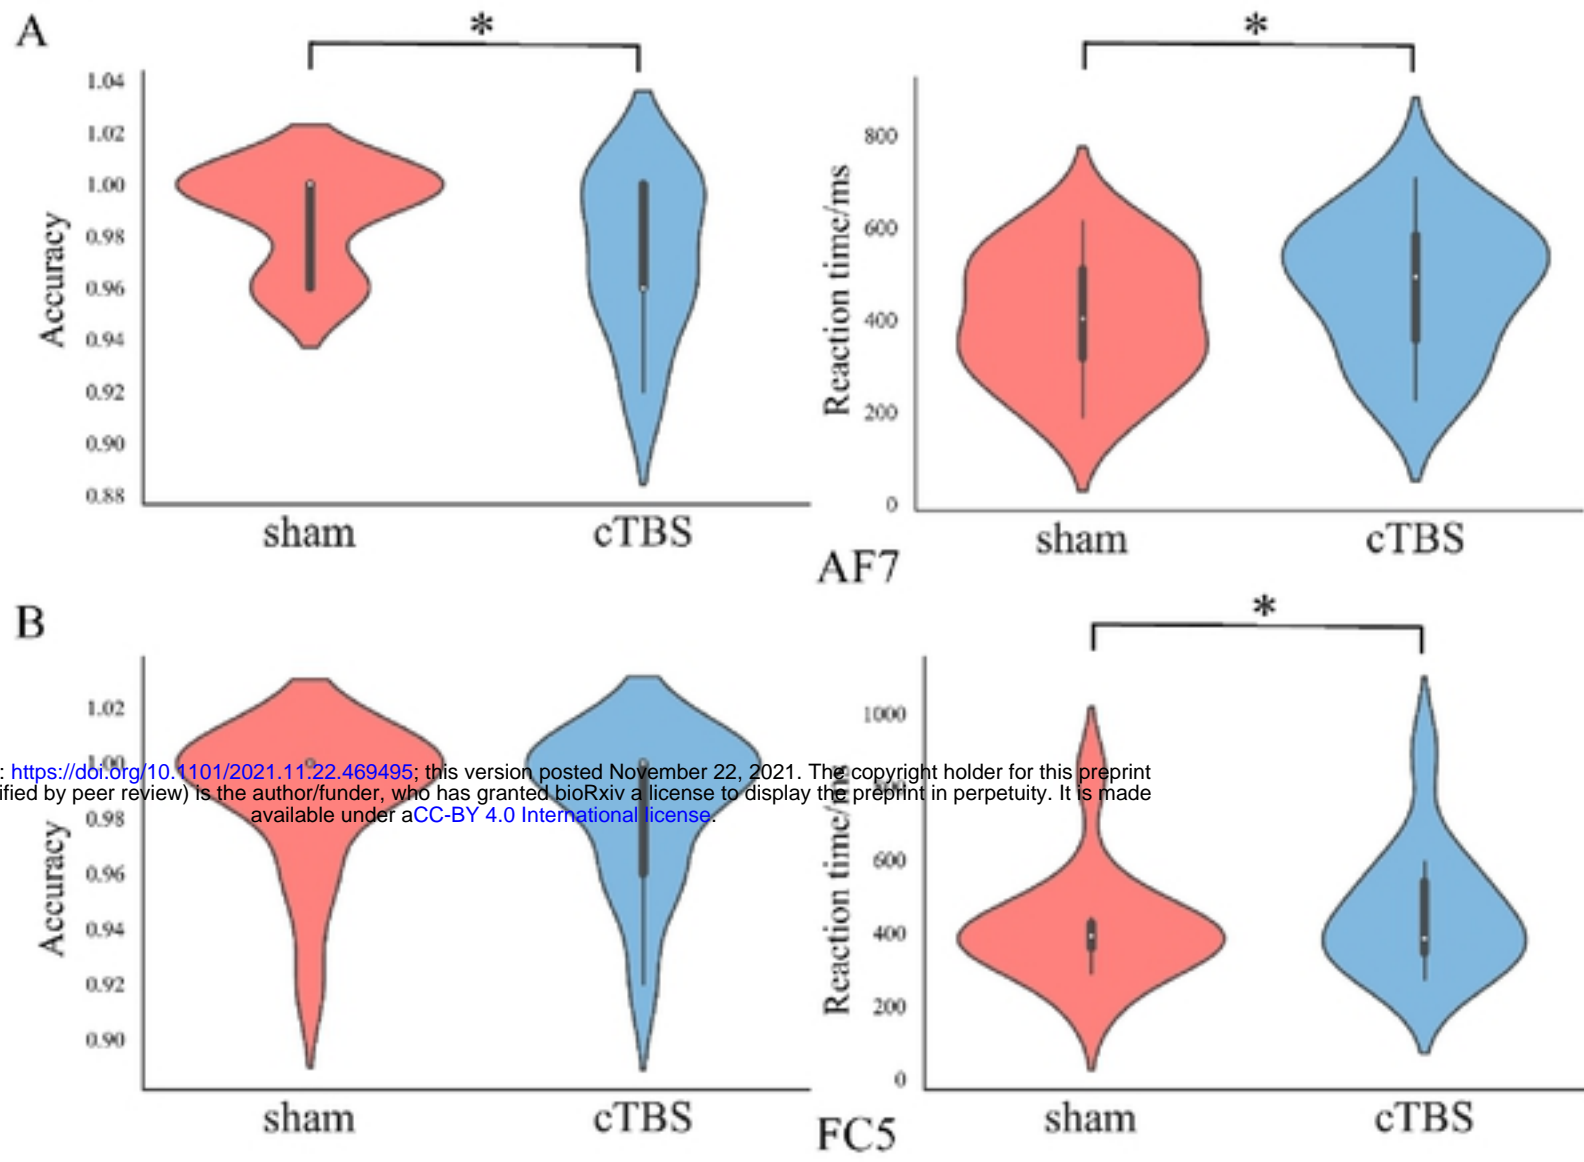 A
*
*
1.04
1.02
1.00
0.98
0.96
0.94
0.92
0.90
0.88
Accuracy
sham
cTBS
800
600
400
200
0
Reaction time/ms
sham
cTBS
AF7
B
*
1.02
1.00
0.98
0.96
0.94
0.92
0.90
Accuracy
sham
cTBS
1000
600
400
200
0
Reaction time/ms
sham
cTBS
FC5
: https://doi.org/10.1101/2021.11.22.469495; this version posted November 22, 2021. The copyright holder for this preprint
ified by peer review) is the author/funder, who has granted bioRxiv a license to display the preprint in perpetuity. It is made
available under aCC-BY 4.0 International license.